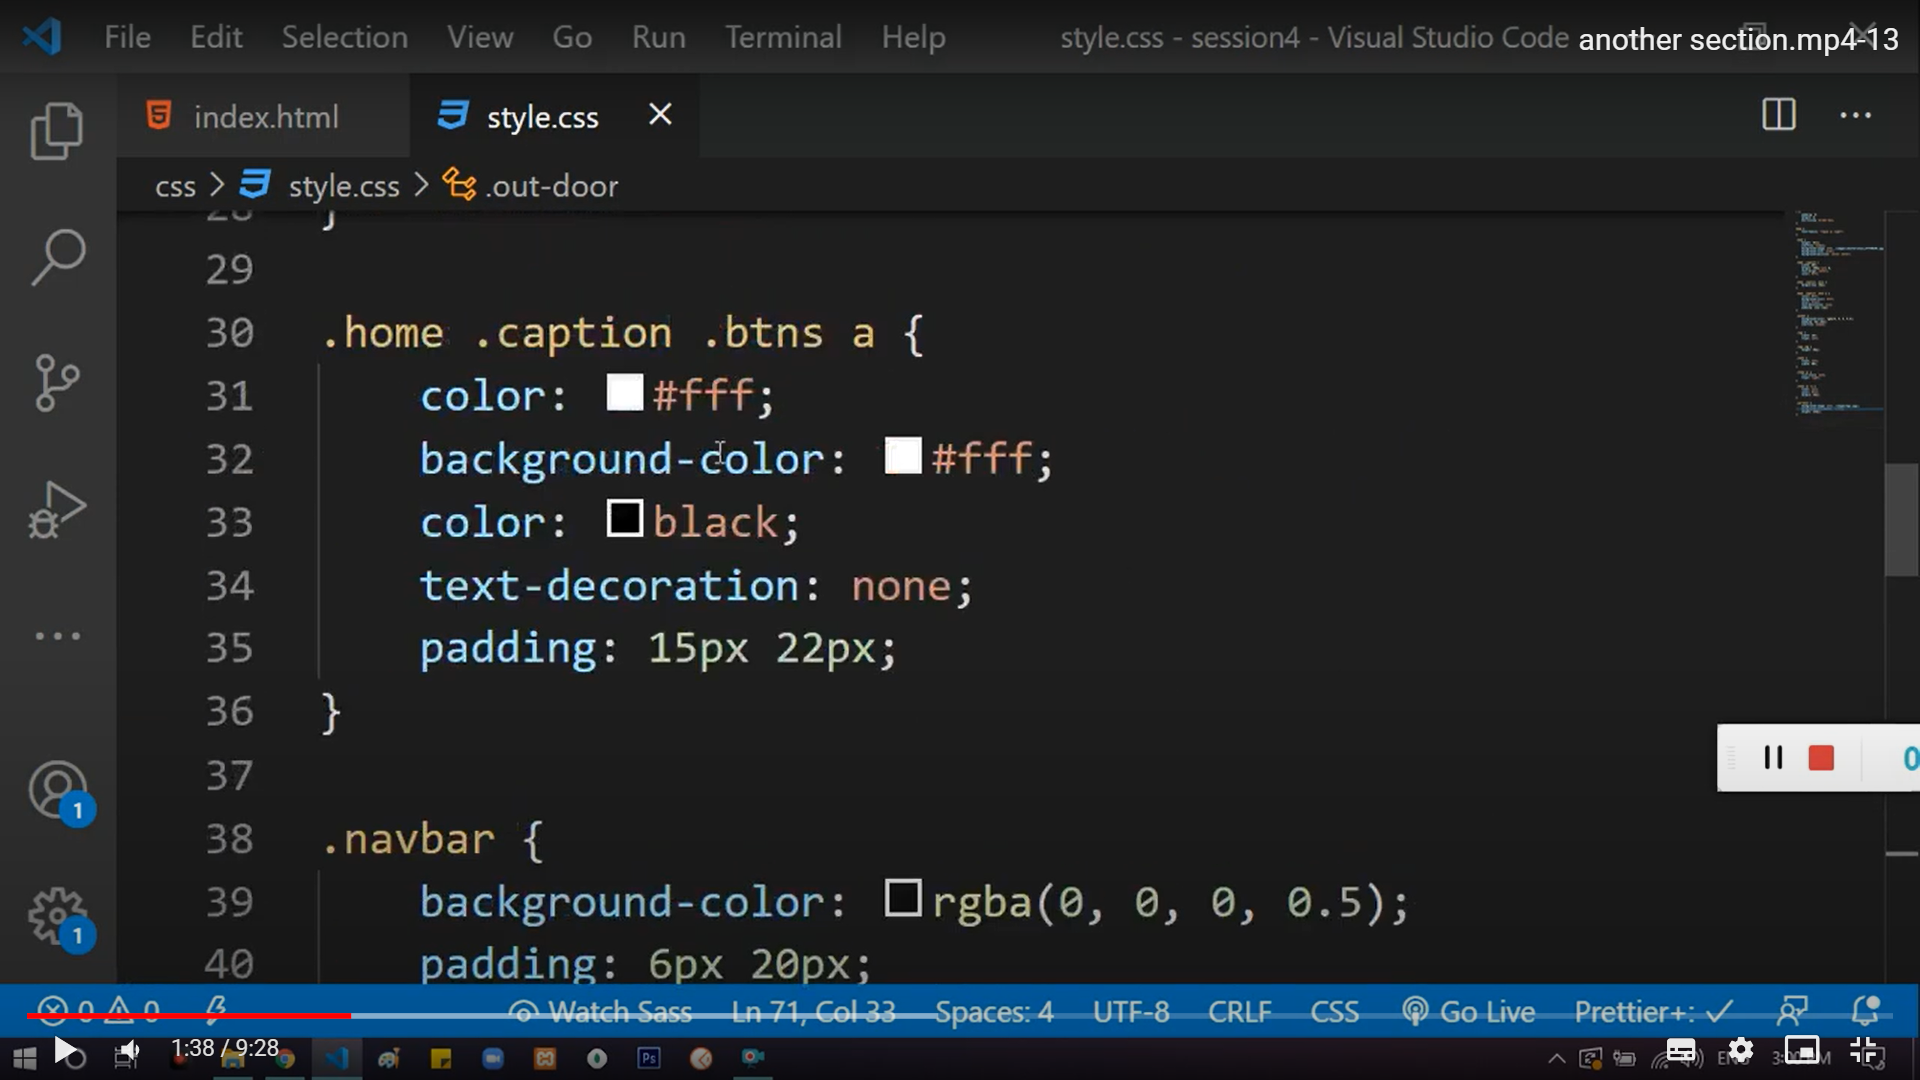 File Edit Selection View Go Run Terminal Help style.css - session4 - Visual Studio Code another section.mp4-13
index.html style.css
css > style.css > .out-door
28 }
29
30 .home .caption .btns a {
31 color: #fff;
32 background-color: #fff;
33 color: black;
34 text-decoration: none;
35 padding: 15px 22px;
36 }
37
38 .navbar {
39 background-color: rgba(0, 0, 0, 0.5);
40 padding: 6px 20px;
1
1
0
0 0 Watch Sass Ln 71, Col 33 Spaces: 4 UTF-8 CRLF CSS Go Live Prettier+: ✓
1:38 / 9:28 Ps